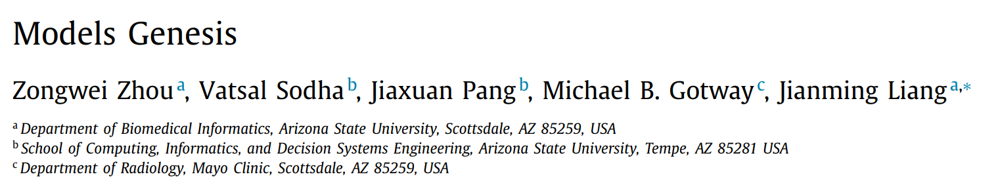 Models Genesis
Zongwei Zhou a, Vatsal Sodha b, Jiaxuan Pang b, Michael B. Gotway c, Jianming Liang a,*
a Department of Biomedical Informatics, Arizona State University, Scottsdale, AZ 85259, USA
b School of Computing, Informatics, and Decision Systems Engineering, Arizona State University, Tempe, AZ 85281 USA
c Department of Radiology, Mayo Clinic, Scottsdale, AZ 85259, USA